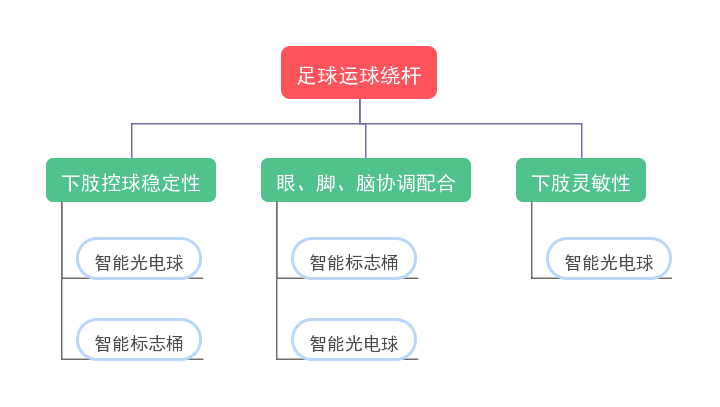 足球运球绕杆
下肢控球稳定性
眼、脚、脑协调配合
下肢灵敏性
智能光电球
智能标志桶
智能光电球
智能标志桶
智能光电球